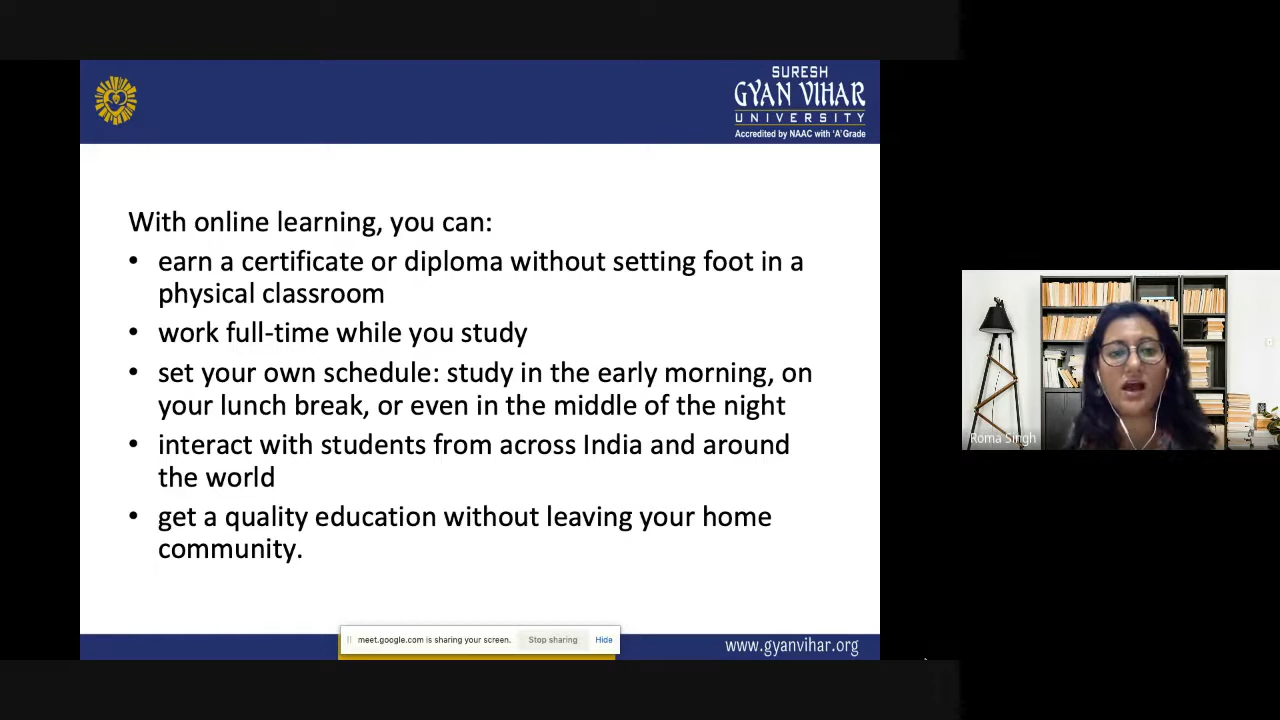 SURESH
GYAN VIHAR
UNIVERSITY
Accredited by NAAC with 'A' Grade
With online learning, you can:
• earn a certificate or diploma without setting foot in a
physical classroom
• work full-time while you study
• set your own schedule: study in the early morning, on
your lunch break, or even in the middle of the night
• interact with students from across India and around
the world
• get a quality education without leaving your home
community.
Roma Singh
meet.google.com is sharing your screen. Stop sharing Hide
www.gyanvihar.org